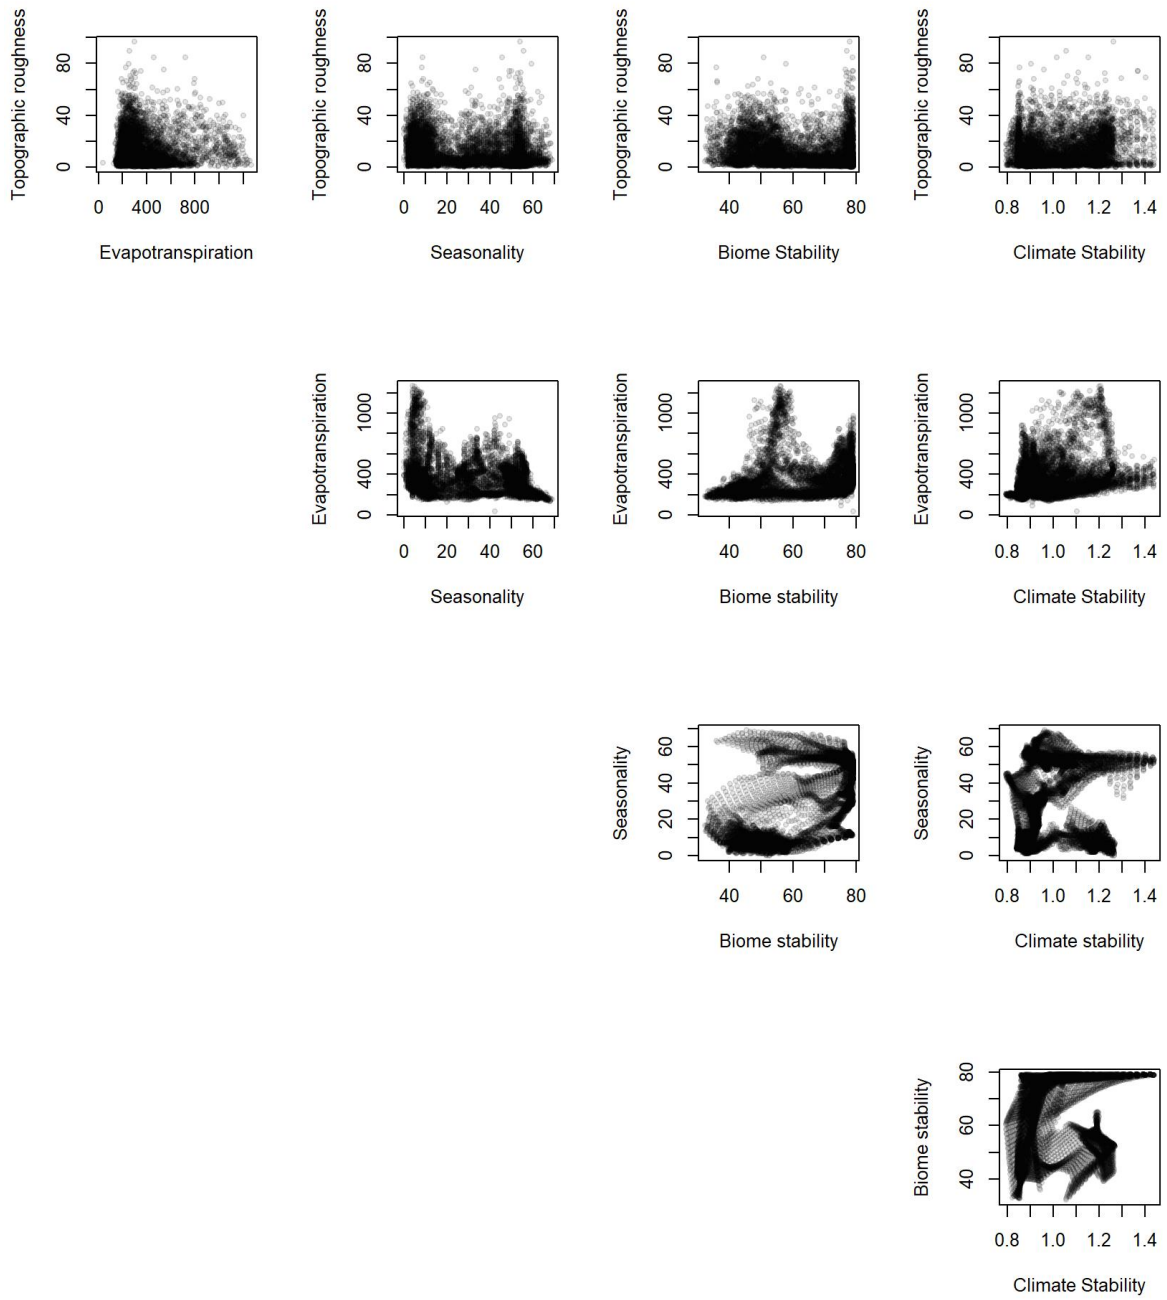 Topographic roughness
80
40
0
0 400 800
Evapotranspiration
Topographic roughness
80
40
0
0 20 40 60
Seasonality
Topographic roughness
80
40
0
40 60 80
Biome Stability
Topographic roughness
80
40
0
0.8 1.0 1.2 1.4
Climate Stability
Evapotranspiration
1000
400
0
0 20 40 60
Seasonality
Evapotranspiration
1000
400
0
40 60 80
Biome stability
Evapotranspiration
1000
400
0
0.8 1.0 1.2 1.4
Climate Stability
Seasonality
60
40
20
0
40 60 80
Biome stability
Seasonality
60
40
20
0
0.8 1.0 1.2 1.4
Climate stability
Biome stability
80
60
40
0.8 1.0 1.2 1.4
Climate Stability